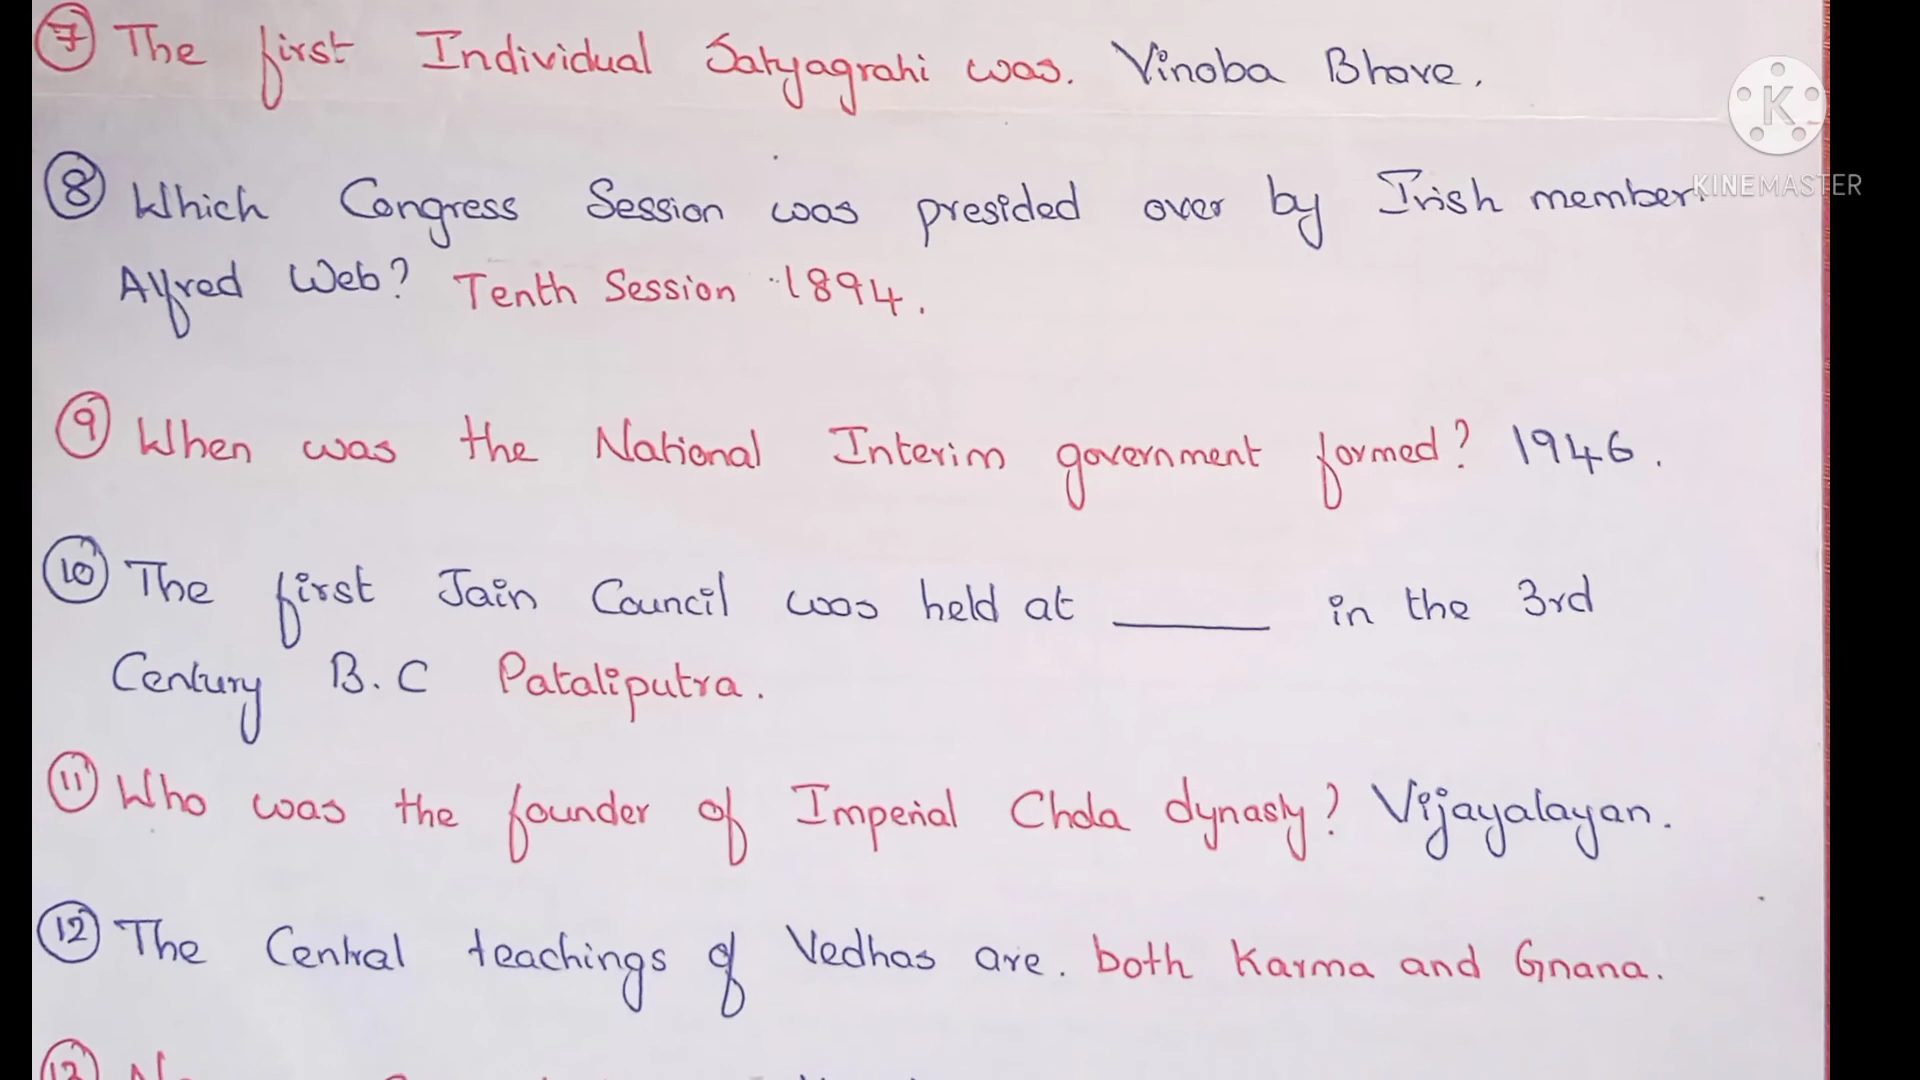 7 The first Individual Satyagrahi was. Vinoba Bhave.
KINEMASTER
8 Which Congress Session was presided over by Irish member.
Alfred Web? Tenth Session 1894.
9 When was the National Interim government formed? 1946.
10 The first Jain Council was held at ______ in the 3rd
Century B.C Pataliputra.
11 Who was the founder of Imperial Chola dynasty? Vijayalayan.
12 The Central teachings of Vedhas are. both Karma and Gnana.
13